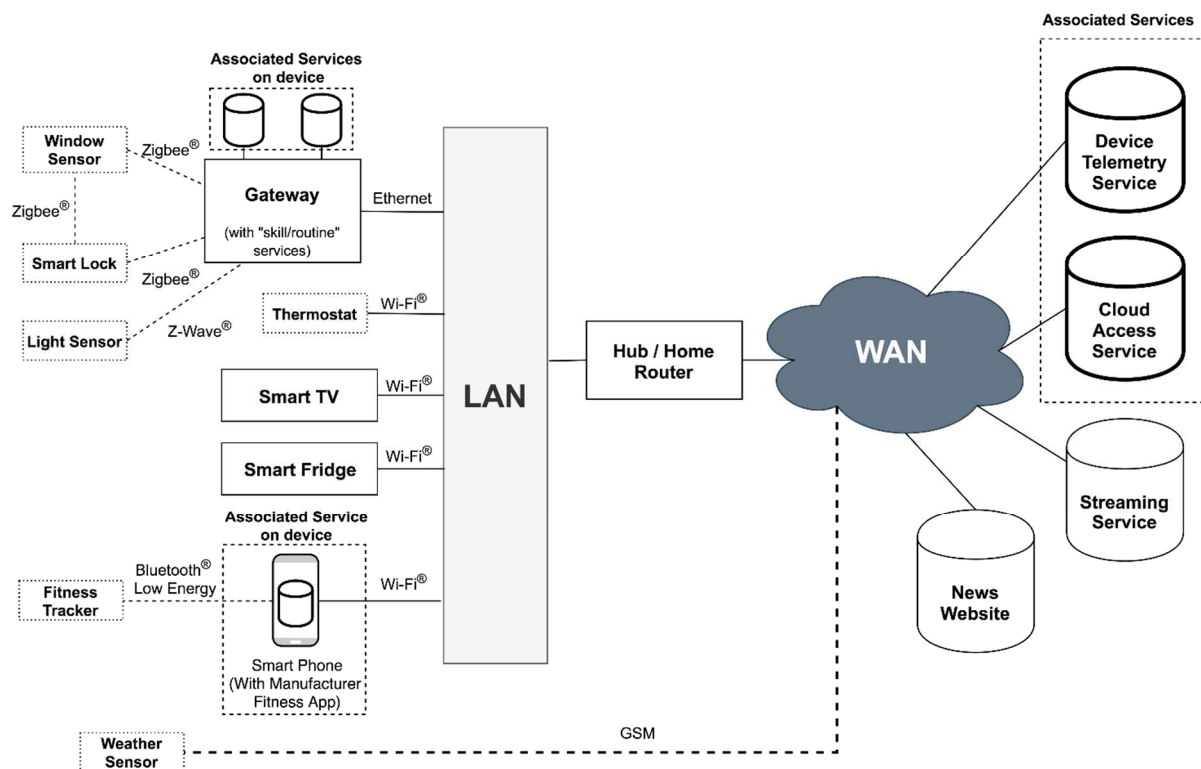 Associated Services
Associated Services
on device
Window
Sensor
Zigbee®
Gateway
(with "skill/routine"
services)
Ethernet
Zigbee®
Smart Lock
Zigbee®
Light Sensor
Z-Wave®
Thermostat
Wi-Fi®
Smart TV
Wi-Fi®
Smart Fridge
Wi-Fi®
Associated Service
on device
Bluetooth®
Low Energy
Fitness
Tracker
Wi-Fi®
Smart Phone
(With Manufacturer
Fitness App)
Weather
Sensor
GSM
LAN
Hub / Home
Router
WAN
Device
Telemetry
Service
Cloud
Access
Service
Streaming
Service
News
Website